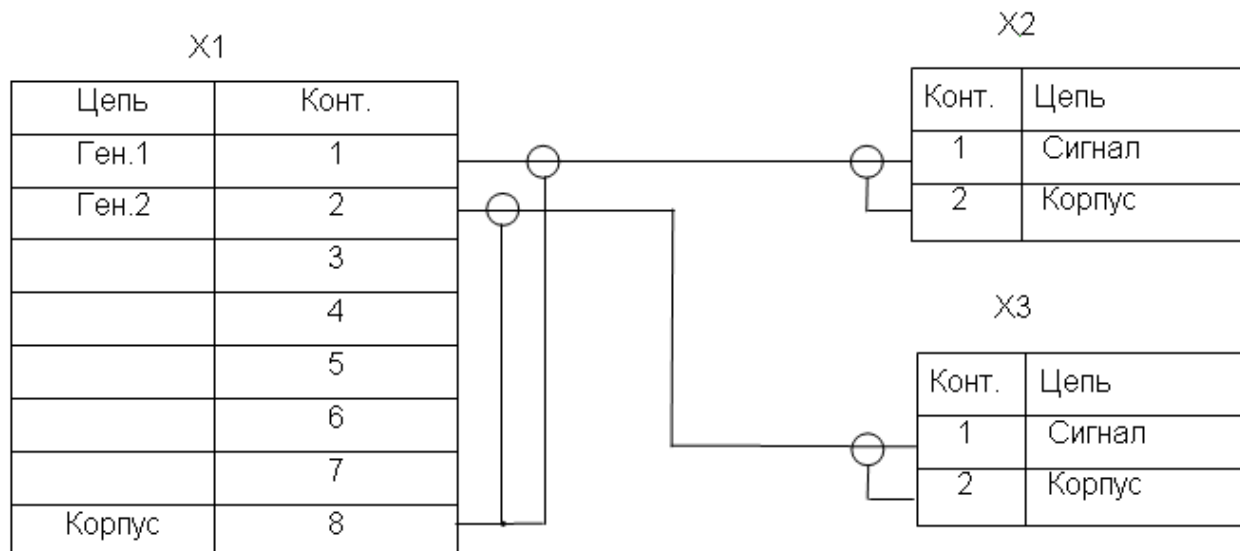 X1
Цепь Конт.
Ген.1 1
Ген.2 2
3
4
5
6
7
Корпус 8
X2
Конт. Цепь
1 Сигнал
2 Корпус
X3
Конт. Цепь
1 Сигнал
2 Корпус